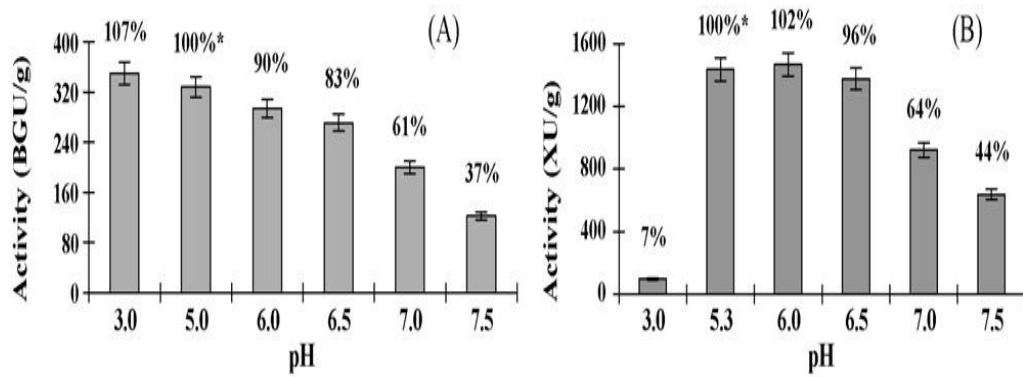 (A)
Activity (BGU/g)
400
320
240
160
80
0
107%
100%*
90%
83%
61%
37%
3.0 5.0 6.0 6.5 7.0 7.5
pH
(B)
Activity (XU/g)
1600
1200
800
400
0
7%
100%*
102%
96%
64%
44%
3.0 5.3 6.0 6.5 7.0 7.5
pH